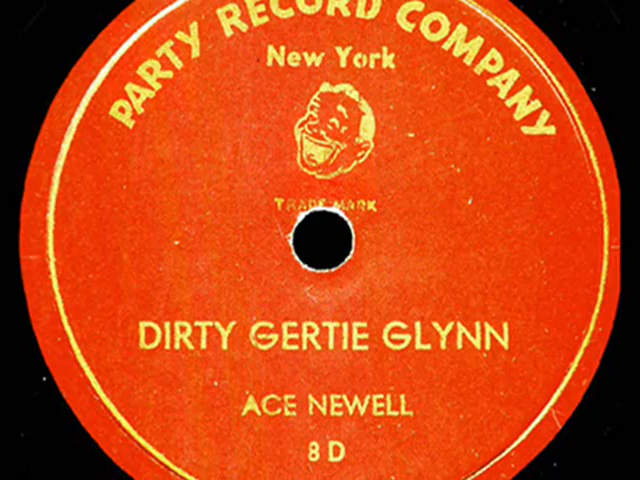 PARTY RECORD COMPANY
New York
TRADE MARK
DIRTY GERTIE GLYNN
ACE NEWELL
8 D